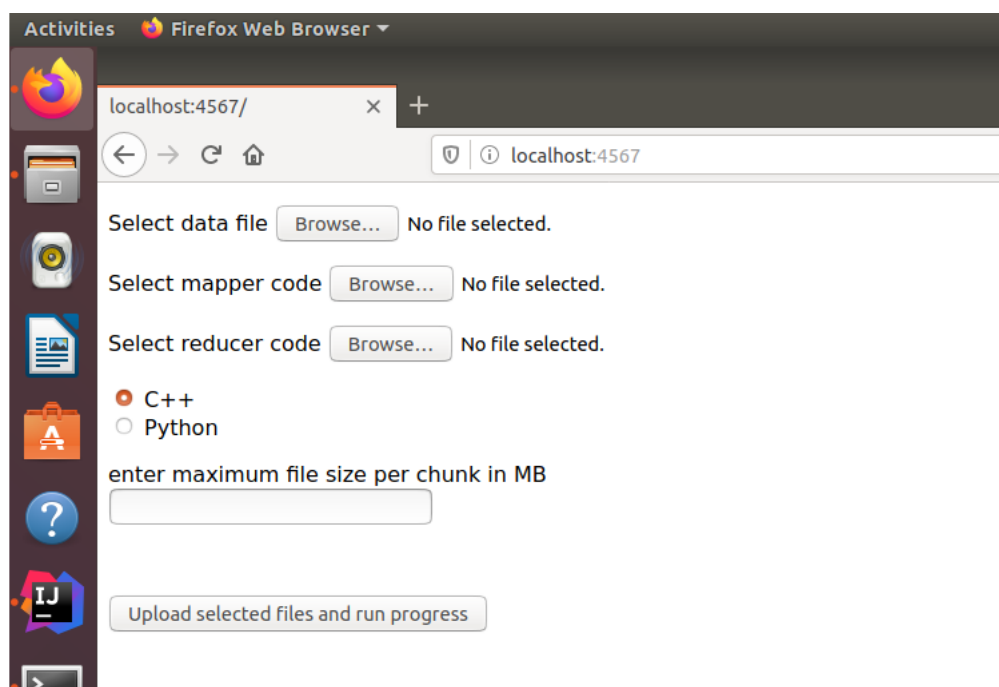 Activities Firefox Web Browser
localhost:4567/ × +
localhost:4567
Select data file Browse... No file selected.
Select mapper code Browse... No file selected.
Select reducer code Browse... No file selected.
C++
Python
enter maximum file size per chunk in MB
Upload selected files and run progress
A
?
IJ
>_